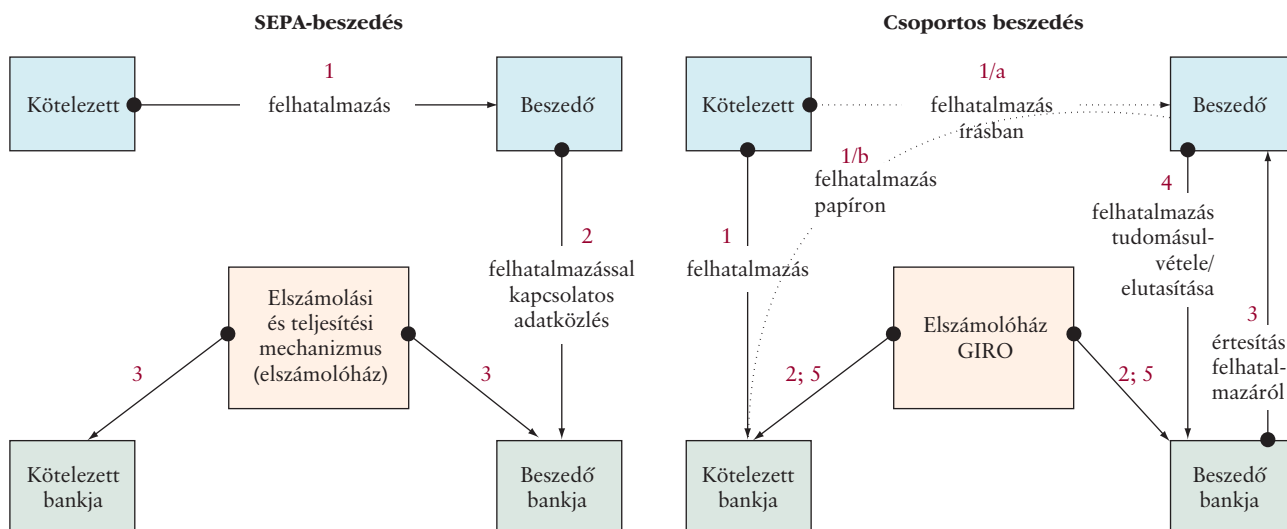 SEPA-beszedés
Kötelezett
1
felhatalmazás
Beszedő
2
felhatalmazással
kapcsolatos
adatközlés
Elszámolási
és teljesítési
mechanizmus
(elszámolóház)
3
3
Kötelezett
bankja
Beszedő
bankja
Csoportos beszedés
Kötelezett
1/a
felhatalmazás
írásban
Beszedő
1/b
felhatalmazás
papíron
1
felhatalmazás
4
felhatalmazás
tudomásul-
vétele/
elutasítása
Elszámolóház
GIRO
3
értesítás
felhatal-
mazáról
2; 5
2; 5
Kötelezett
bankja
Beszedő
bankja